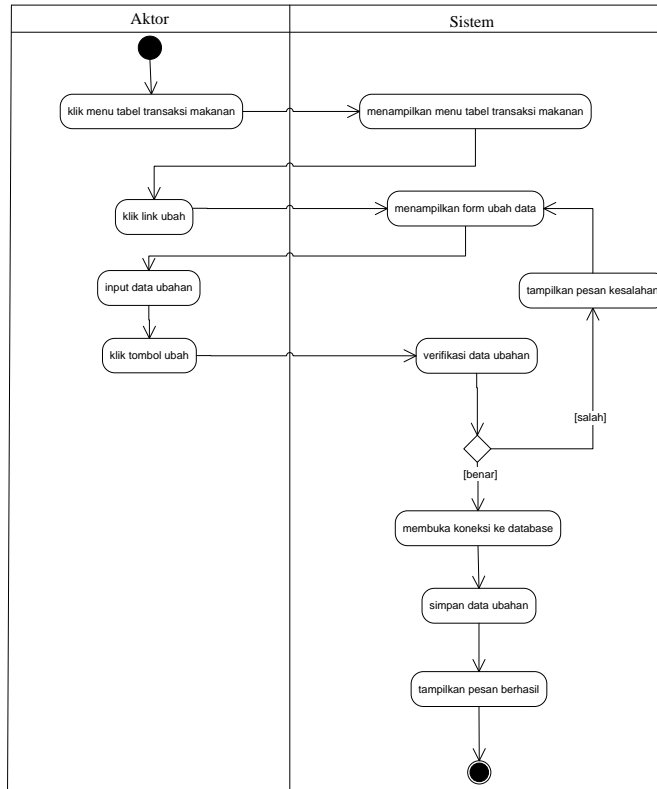 Aktor
Sistem
klik menu tabel transaksi makanan
menampilkan menu tabel transaksi makanan
klik link ubah
menampilkan form ubah data
input data ubahan
tampilkan pesan kesalahan
klik tombol ubah
verifikasi data ubahan
[salah]
[benar]
membuka koneksi ke database
simpan data ubahan
tampilkan pesan berhasil